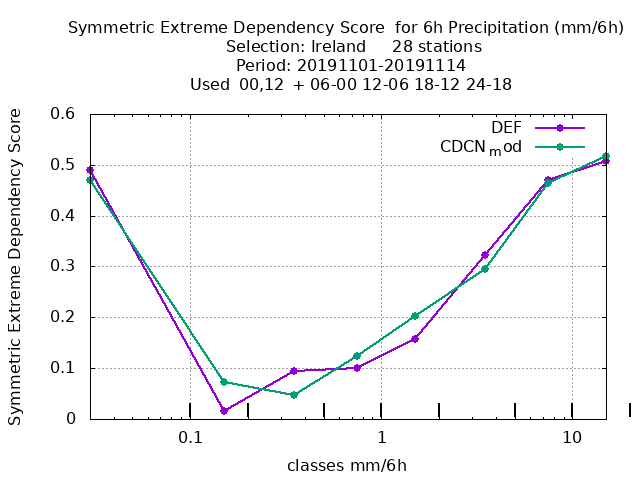 Symmetric Extreme Dependency Score  for 6h Precipitation (mm/6h)
Selection: Ireland     28 stations
Period: 20191101-20191114
Used  00,12  + 06-00 12-06 18-12 24-18
DEF
CDCN_mod
Symmetric Extreme Dependency Score
0.6
0.5
0.4
0.3
0.2
0.1
0
0.1
1
10
classes mm/6h